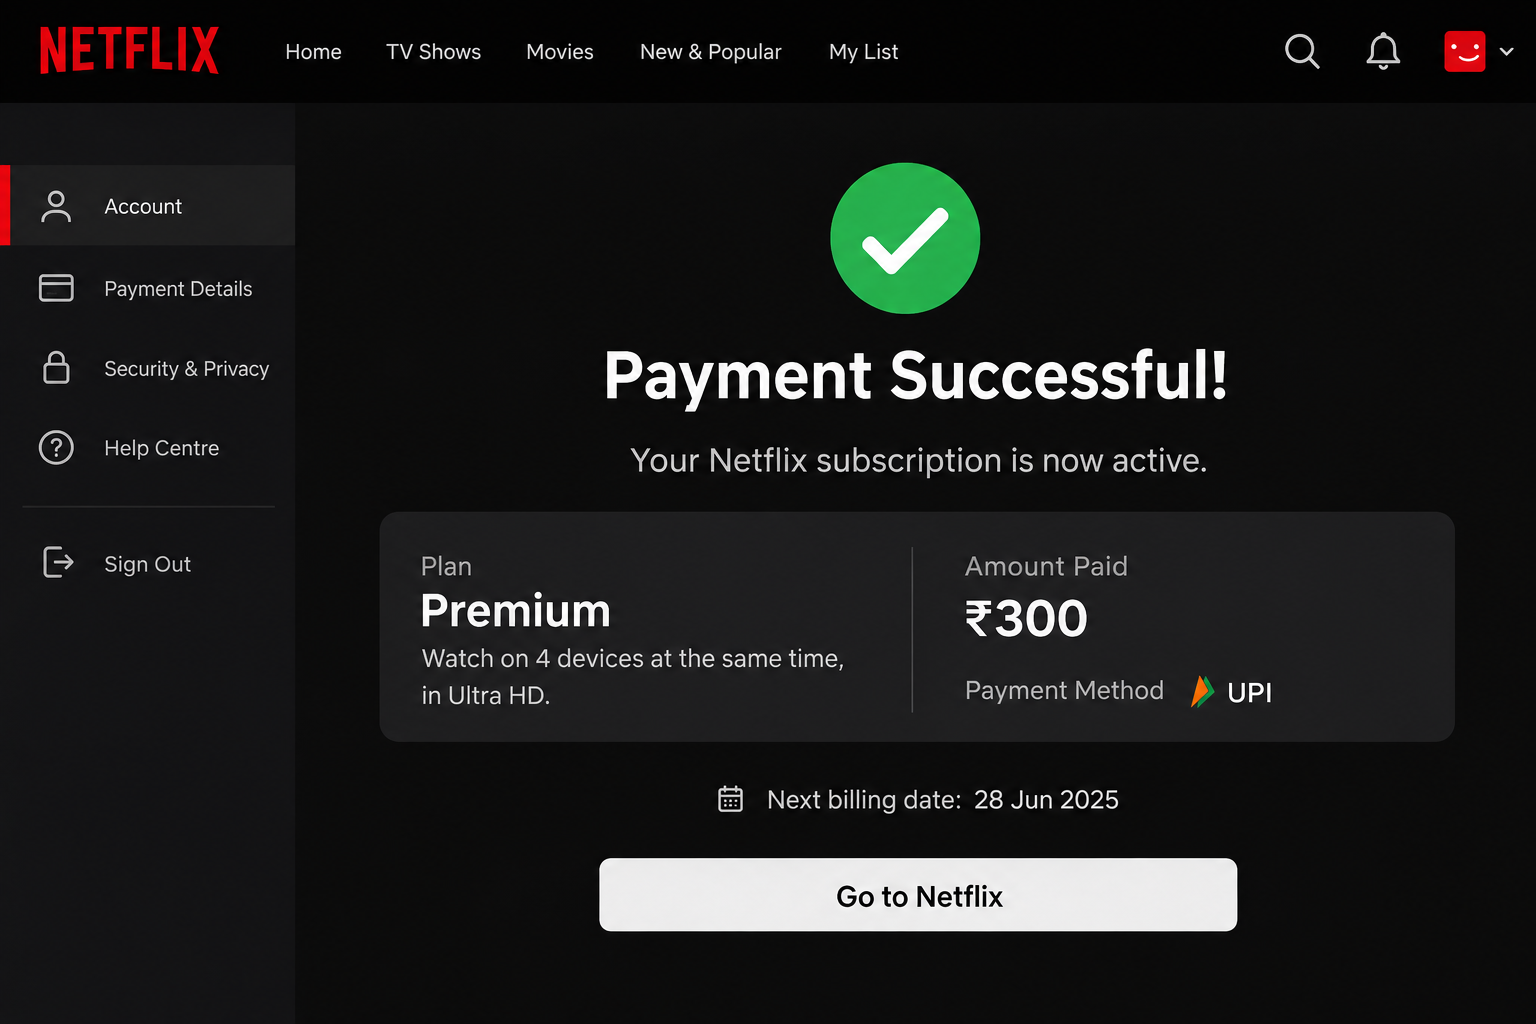 NETFLIX
Home
TV Shows
Movies
New & Popular
My List
Account
Payment Details
Security & Privacy
Help Centre
Sign Out
Payment Successful!
Your Netflix subscription is now active.
Plan
Premium
Watch on 4 devices at the same time,
in Ultra HD.
Amount Paid
₹300
Payment Method UPI
Next billing date: 28 Jun 2025
Go to Netflix